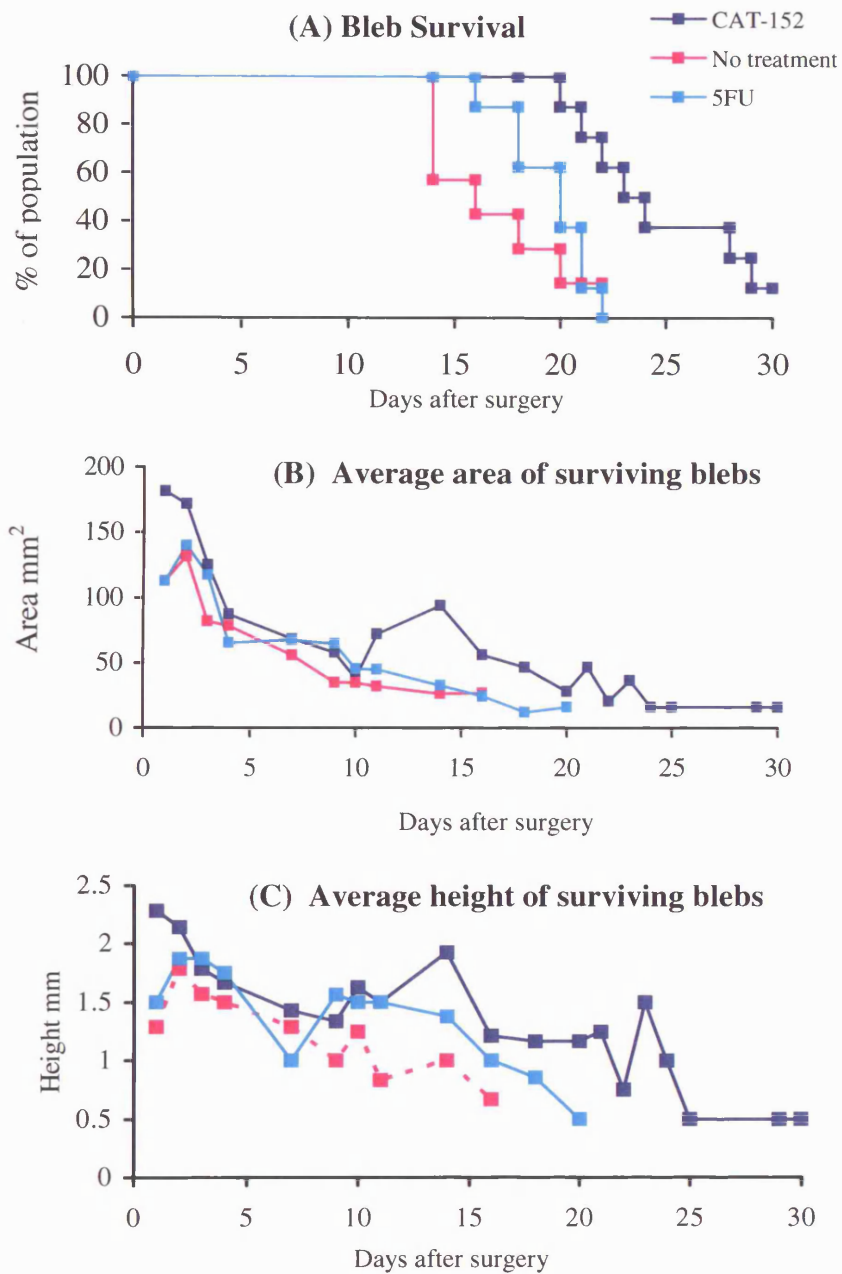 (A) Bleb Survival
CAT-152
No treatment
5FU
% of population
100
80
60
40
20
0
0 5 10 15 20 25 30
Days after surgery
(B) Average area of surviving blebs
Area mm²
200
150
100
50
0
0 5 10 15 20 25 30
Days after surgery
(C) Average height of surviving blebs
Height mm
2.5
2
1.5
1
0.5
0
0 5 10 15 20 25 30
Days after surgery